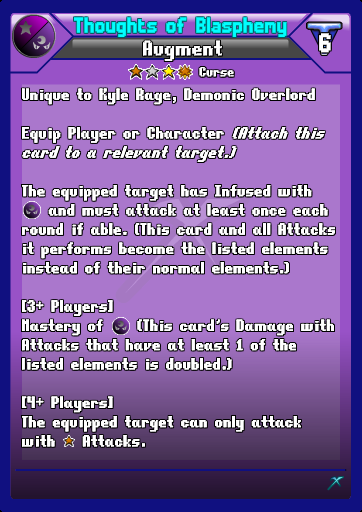 Thoughts of Blasphemy
Augment
6
Curse
Unique to Kyle Rage, Demonic Overlord
Equip Player or Character (Attach this
card to a relevant target.)
The equipped target has Infused with
and must attack at least once each
round if able. (This card and all Attacks
it performs become the listed elements
instead of their normal elements.)
[3+ Players]
Mastery of (This card's Damage with
Attacks that have at least 1 of the
listed elements is doubled.)
[4+ Players]
The equipped target can only attack
with Attacks.